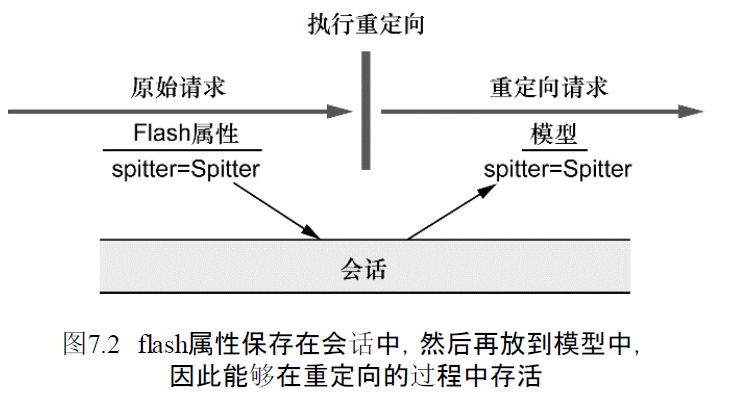 执行重定向
原始请求
重定向请求
Flash属性
模型
spitter=Spitter
spitter=Spitter
会话
图7.2 flash属性保存在会话中,然后再放到模型中,
因此能够在重定向的过程中存活